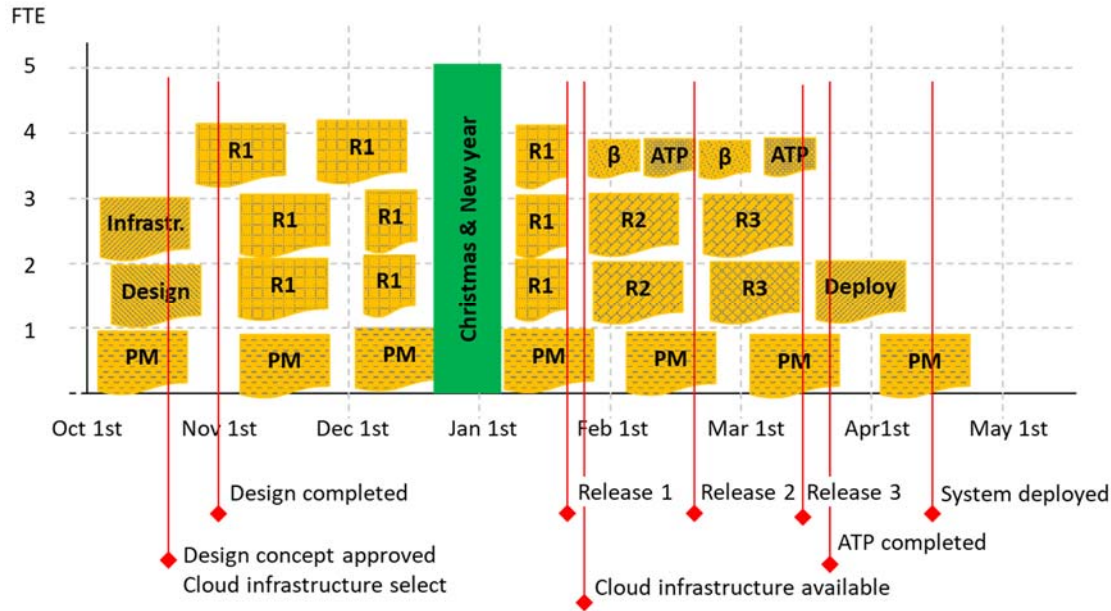 FTE
5
4
3
2
1
R1
R1
R1
β
ATP
β
ATP
Infrastr.
R1
R1
R1
R2
R3
Design
R1
R1
R1
R2
R3
Deploy
PM
PM
PM
PM
PM
PM
PM
Christmas & New year
Oct 1st
Nov 1st
Dec 1st
Jan 1st
Feb 1st
Mar 1st
Apr1st
May 1st
Design completed
Release 1
Release 2
Release 3
System deployed
Design concept approved
Cloud infrastructure select
ATP completed
Cloud infrastructure available